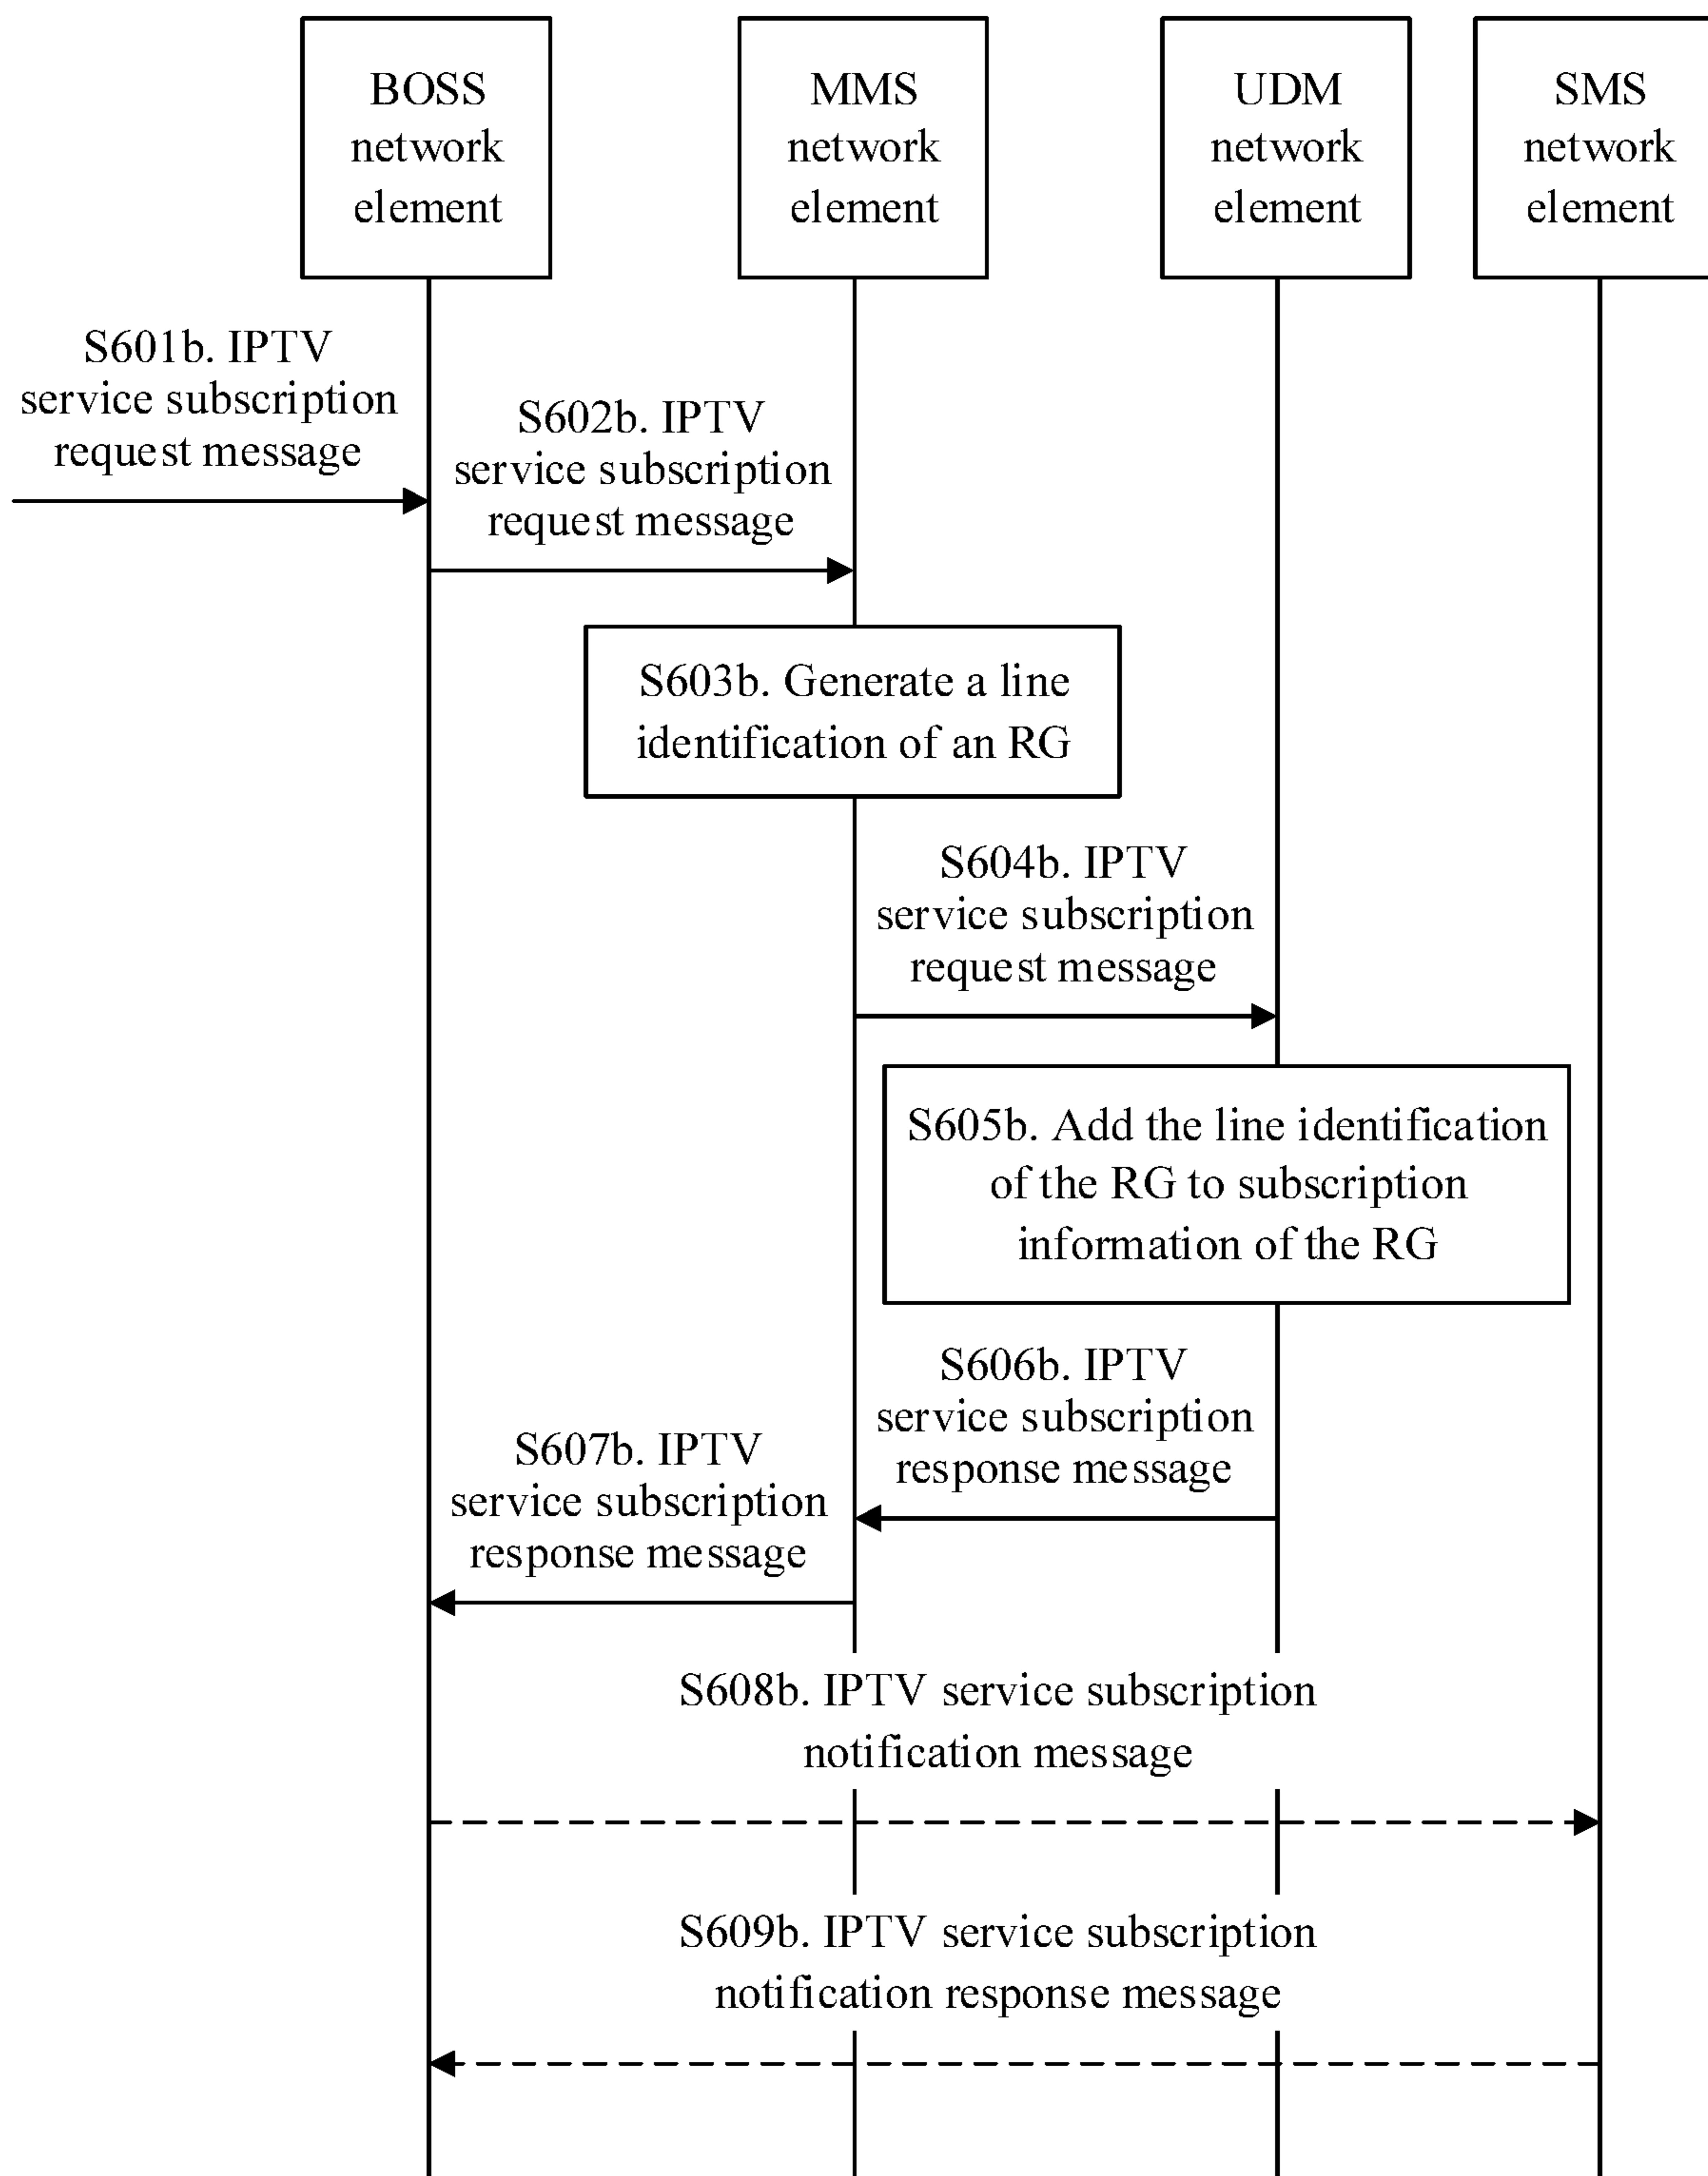 BOSS
network
element
MMS
network
element
UDM
network
element
SMS
network
element
S601b. IPTV
service subscription
request message
S602b. IPTV
service subscription
request message
S603b. Generate a line
identification of an RG
S604b. IPTV
service subscription
request message
S605b. Add the line identification
of the RG to subscription
information of the RG
S606b. IPTV
service subscription
response message
S607b. IPTV
service subscription
response message
S608b. IPTV service subscription
notification message
S609b. IPTV service subscription
notification response message